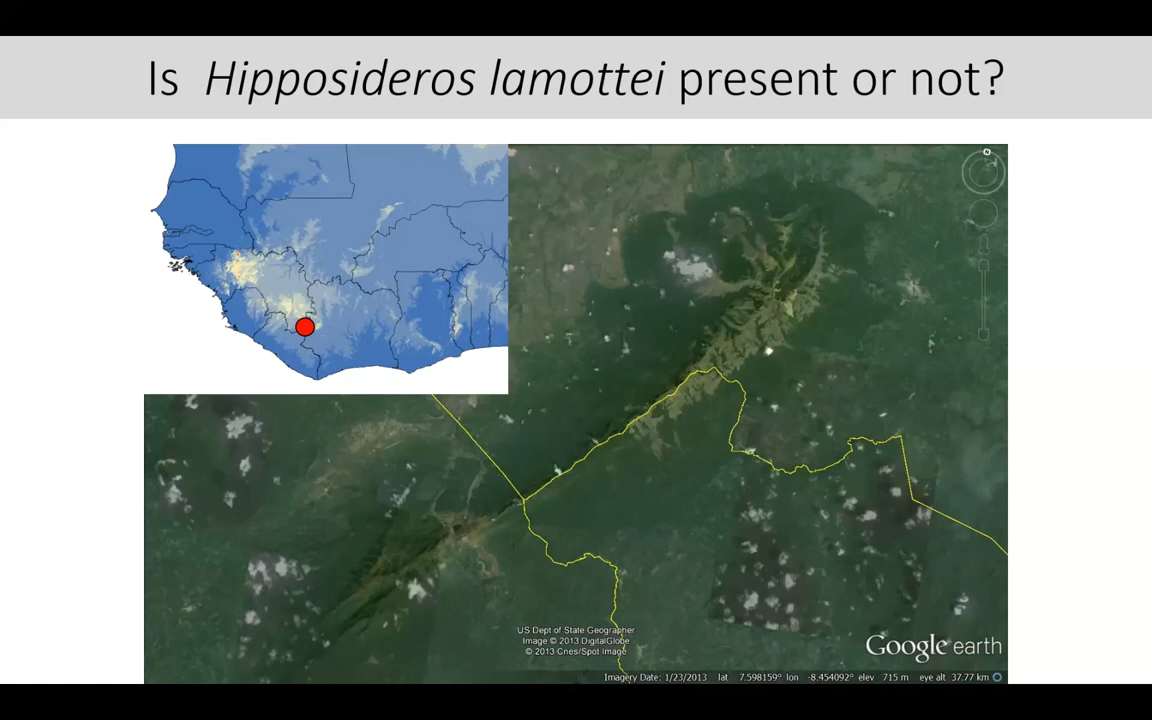 Is Hipposideros lamottei present or not?
N
US Dept of State Geographer
Image © 2013 DigitalGlobe
© 2013 Cnes/Spot Image
Google earth
Imagery Date: 1/23/2013 lat 7.598159° lon -8.454092° elev 715 m eye alt 37.77 km